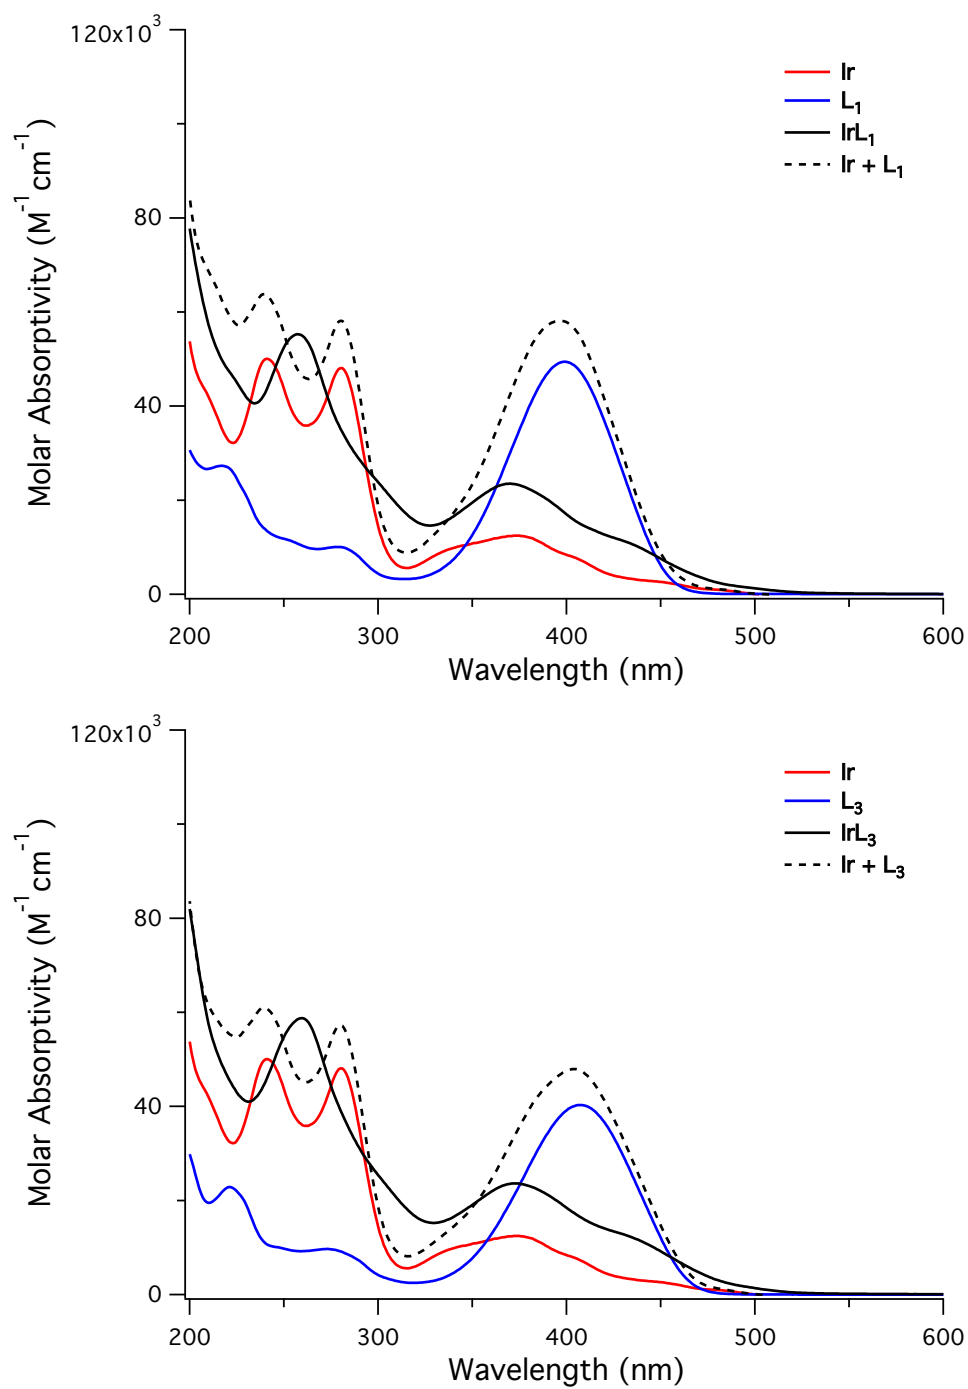 120x10³
Ir
L₁
IrL₁
Ir + L₁
80
40
0
Molar Absorptivity (M⁻¹cm⁻¹)
200 300 400 500 600
Wavelength (nm)
120x10³
Ir
L₃
IrL₃
Ir + L₃
80
40
0
Molar Absorptivity (M⁻¹cm⁻¹)
200 300 400 500 600
Wavelength (nm)